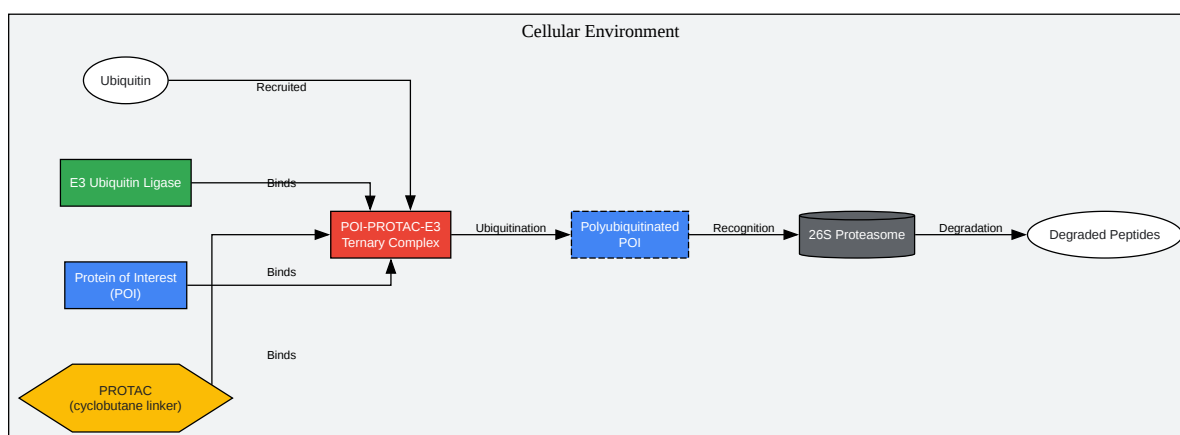 Cellular Environment
Ubiquitin
Recruited
E3 Ubiquitin Ligase
Binds
POI-PROTAC-E3
Ternary Complex
Ubiquitination
Polyubiquitinated
POI
Recognition
26S Proteasome
Degradation
Degraded Peptides
Protein of Interest
(POI)
Binds
Binds
PROTAC
(cyclobutane linker)